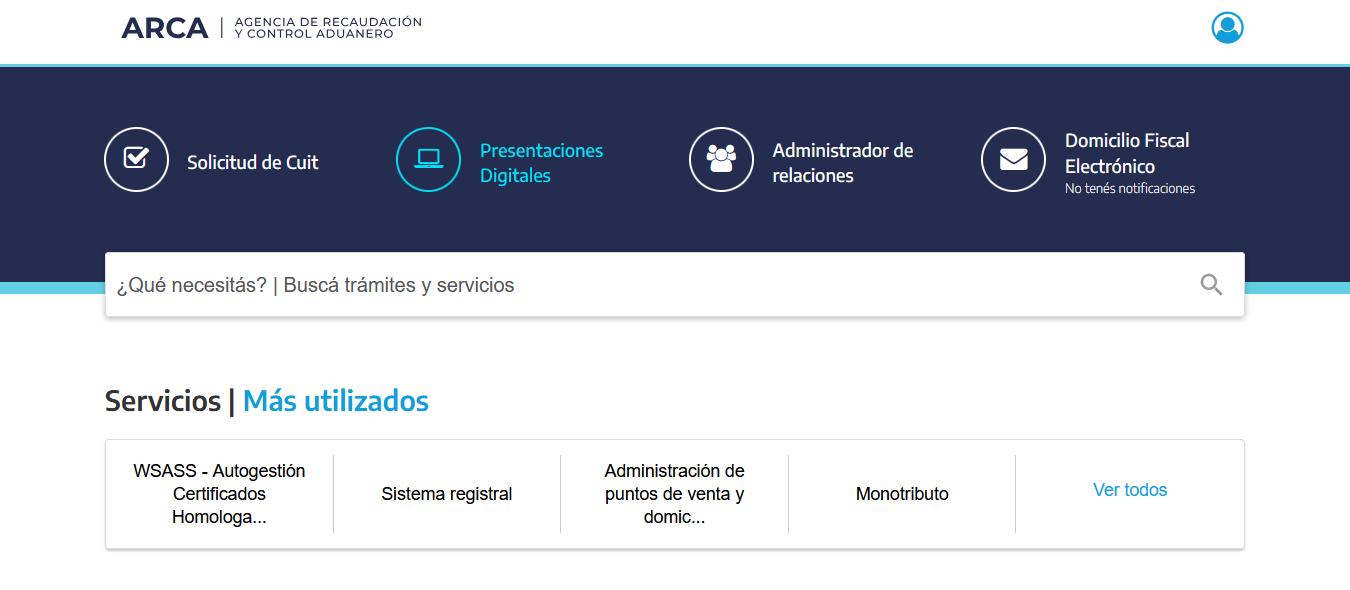 ARCA
AGENCIA DE RECAUDACIÓN
Y CONTROL ADUANERO
Solicitud de Cuit
Presentaciones
Digitales
Administrador de
relaciones
Domicilio Fiscal
Electrónico
No tenés notificaciones
¿Qué necesitás? | Buscá trámites y servicios
Servicios | Más utilizados
WSASS - Autogestión
Certificados
Homologa...
Sistema registral
Administración de
puntos de venta y
domic...
Monotributo
Ver todos